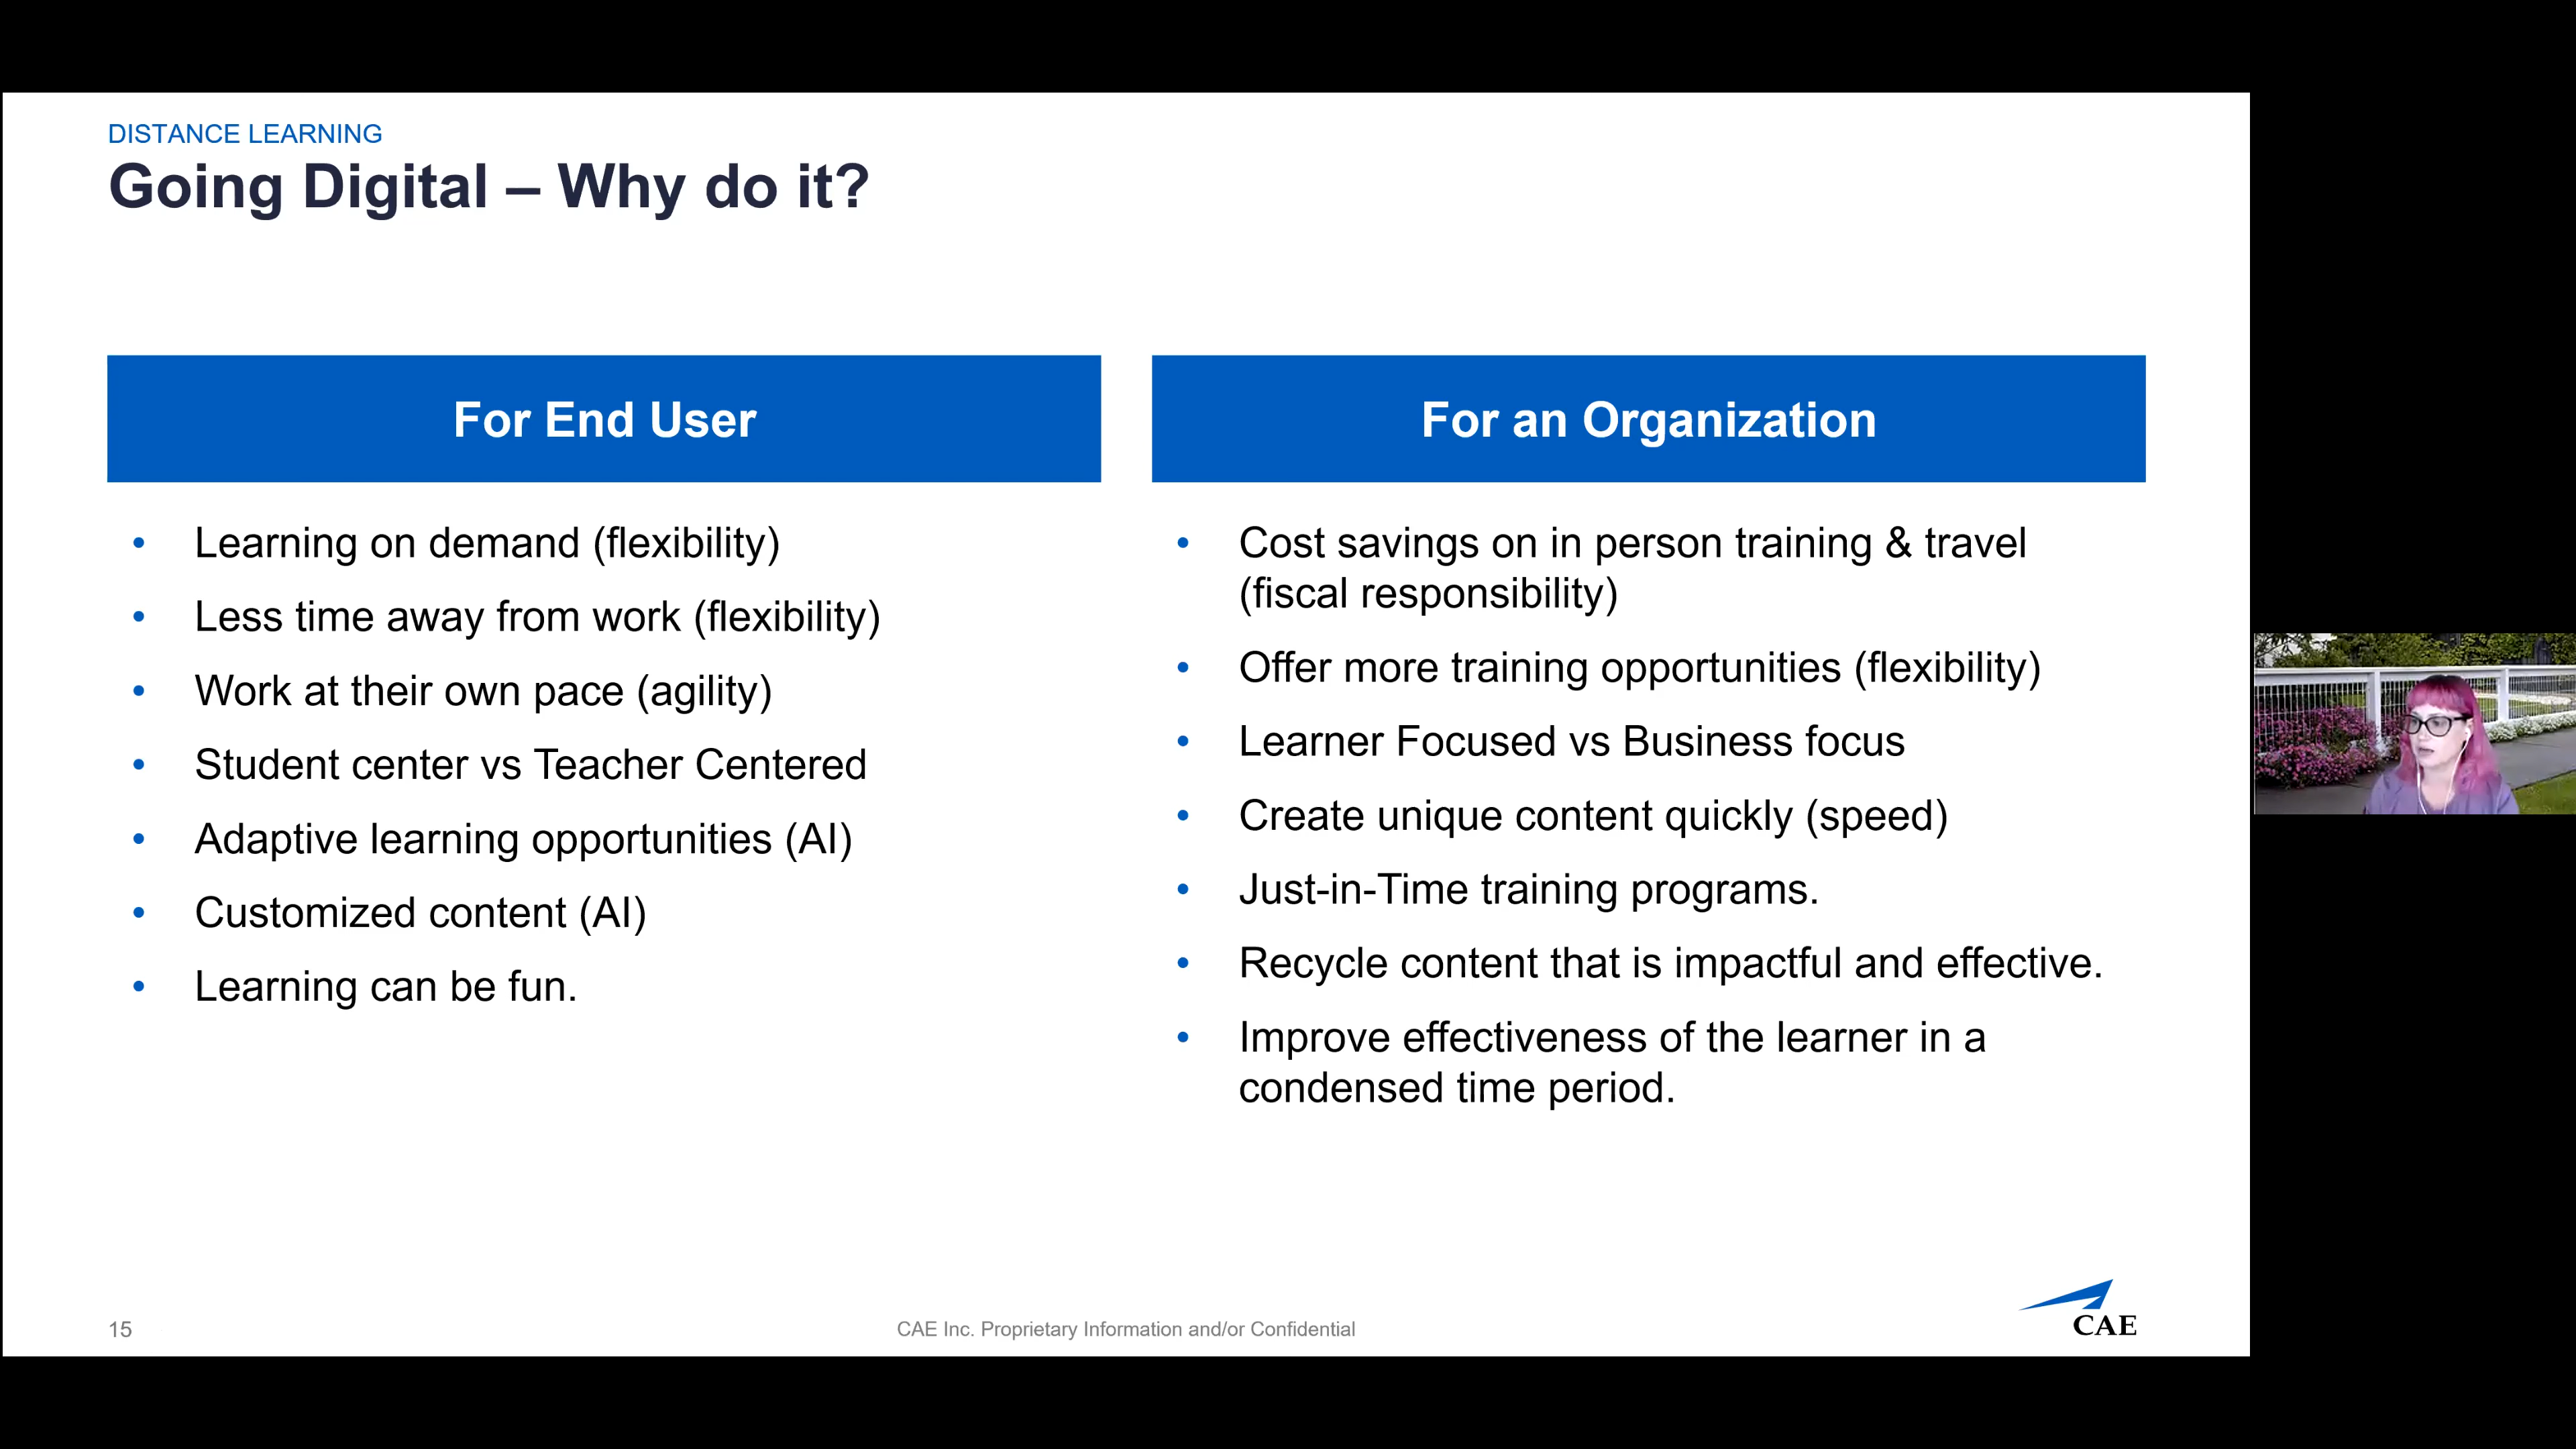 DISTANCE LEARNING
Going Digital – Why do it?
For End User
• Learning on demand (flexibility)
• Less time away from work (flexibility)
• Work at their own pace (agility)
• Student center vs Teacher Centered
• Adaptive learning opportunities (AI)
• Customized content (AI)
• Learning can be fun.
For an Organization
• Cost savings on in person training & travel
(fiscal responsibility)
• Offer more training opportunities (flexibility)
• Learner Focused vs Business focus
• Create unique content quickly (speed)
• Just-in-Time training programs.
• Recycle content that is impactful and effective.
• Improve effectiveness of the learner in a
condensed time period.
15
CAE Inc. Proprietary Information and/or Confidential
CAE